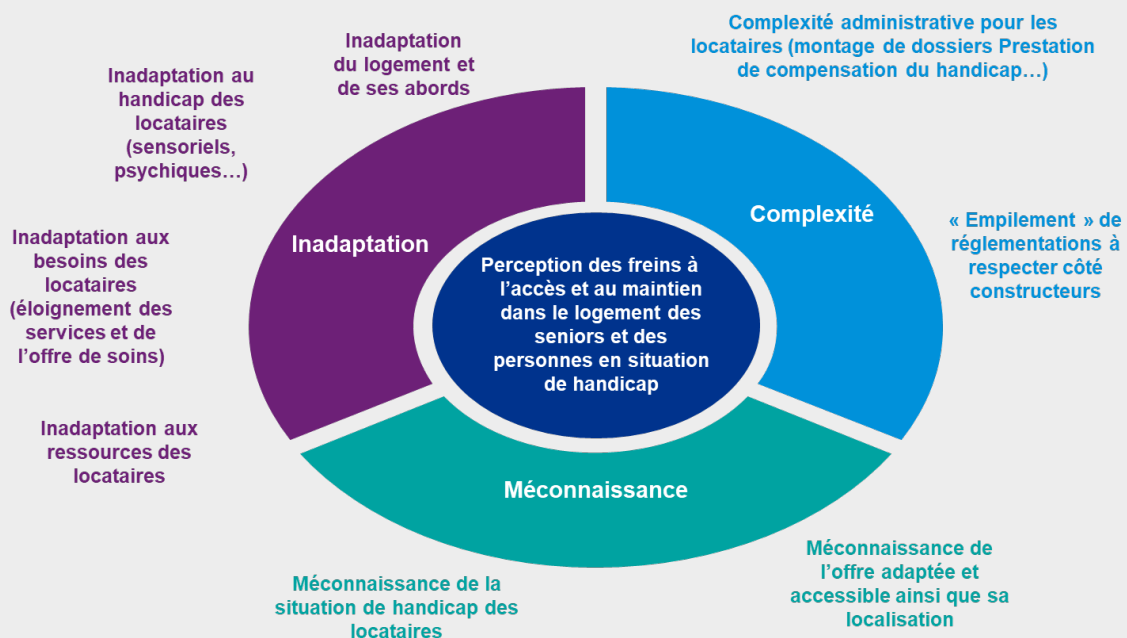 Inadaptation
du logement et
de ses abords
Inadaptation au
handicap des
locataires
(sensoriels,
psychiques…)
Inadaptation aux
besoins des
locataires
(éloignement des
services et de
l’offre de soins)
Inadaptation aux
ressources des
locataires
Inadaptation
Complexité administrative pour les
locataires (montage de dossiers Prestation
de compensation du handicap…)
Complexité
« Empilement » de
réglementations à
respecter côté
constructeurs
Perception des freins à
l’accès et au maintien
dans le logement des
seniors et des
personnes en situation
de handicap
Méconnaissance
Méconnaissance de la
situation de handicap des
locataires
Méconnaissance de
l’offre adaptée et
accessible ainsi que sa
localisation